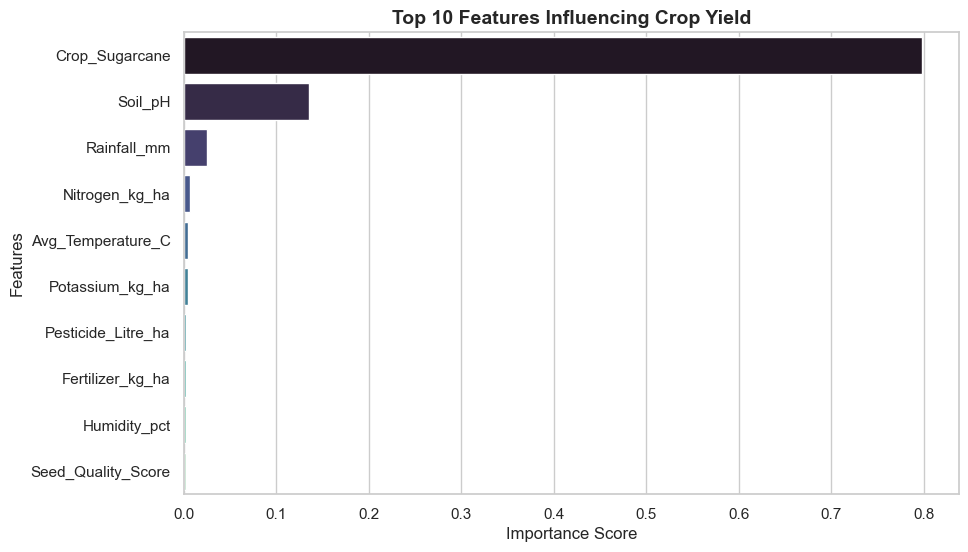 Top 10 Features Influencing Crop Yield
Features
Crop_Sugarcane
Soil_pH
Rainfall_mm
Nitrogen_kg_ha
Avg_Temperature_C
Potassium_kg_ha
Pesticide_Litre_ha
Fertilizer_kg_ha
Humidity_pct
Seed_Quality_Score
0.0 0.1 0.2 0.3 0.4 0.5 0.6 0.7 0.8
Importance Score